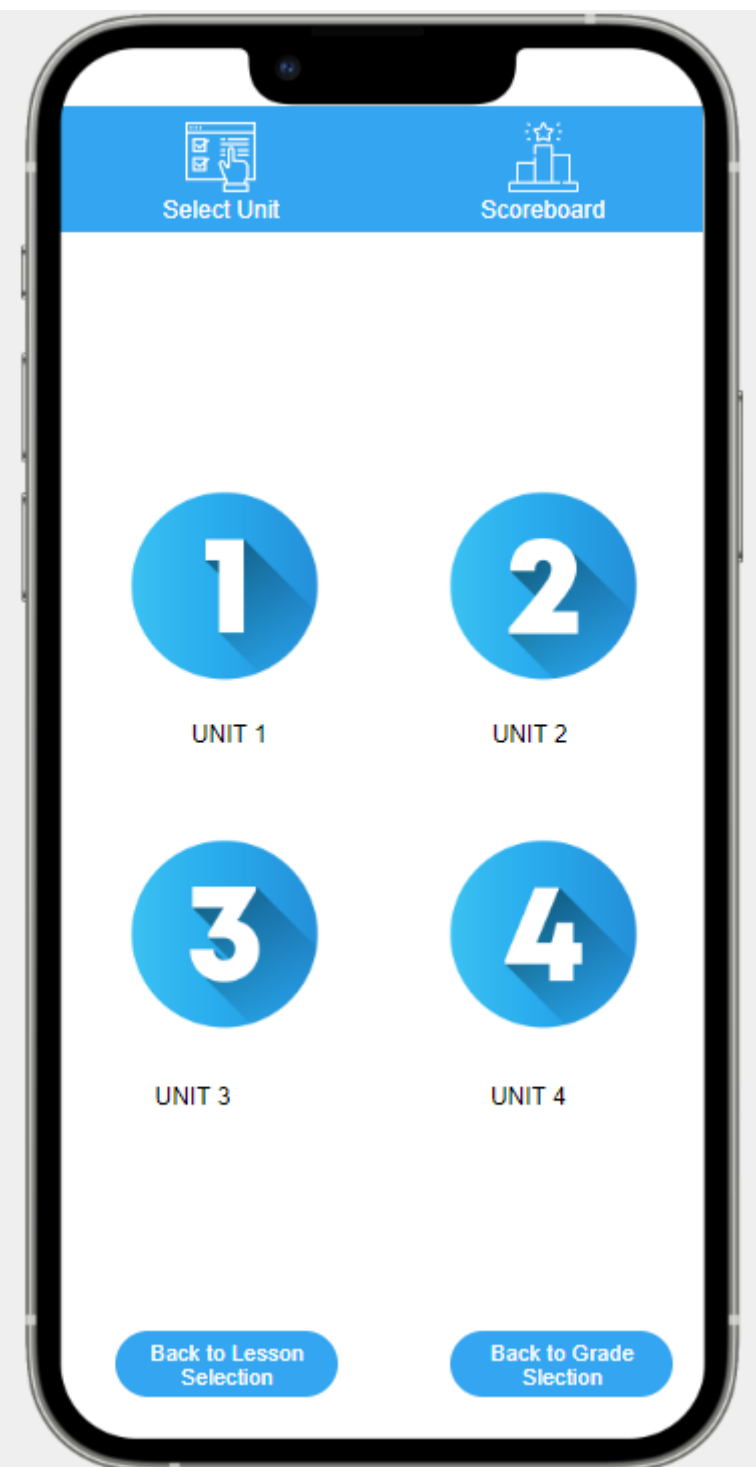 Select Unit
Scoreboard
1
2
UNIT 1
UNIT 2
3
4
UNIT 3
UNIT 4
Back to Lesson
Selection
Back to Grade
Slection